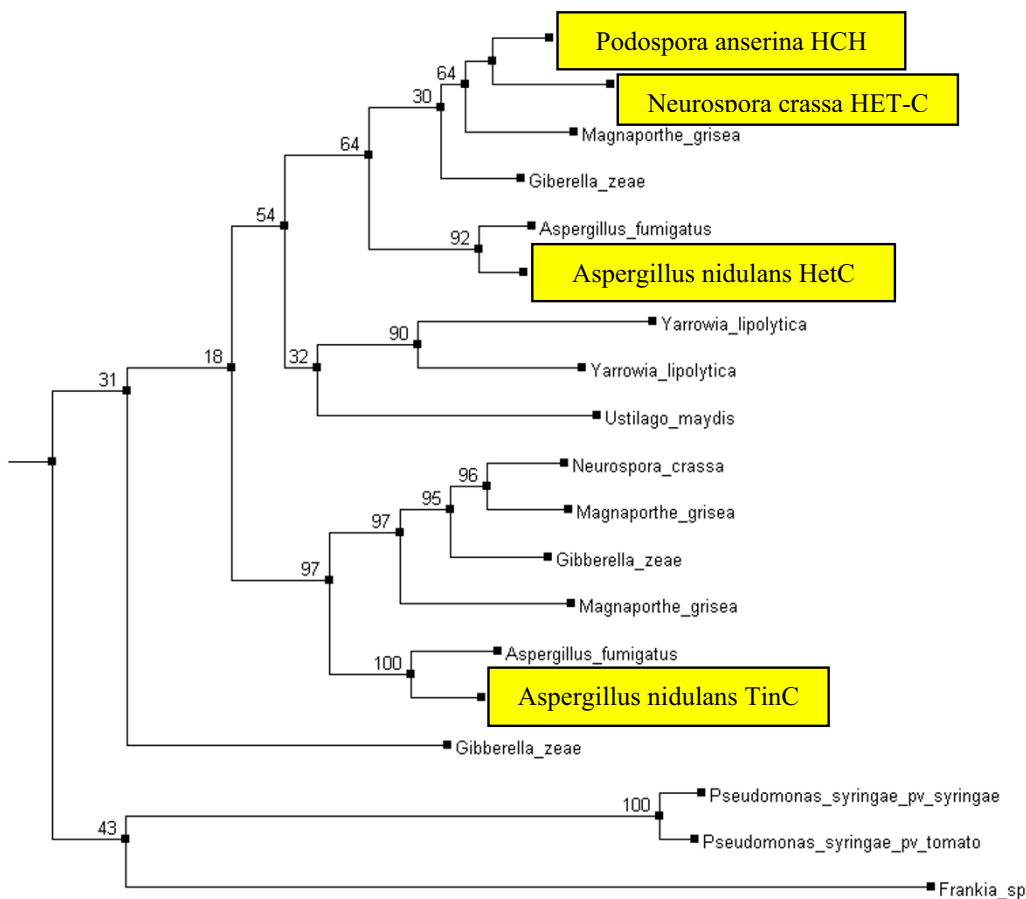 Podospora anserina HCH
64
Neurospora crassa HET-C
30
Magnaporthe_grisea
64
Giberella_zeae
54
Aspergillus_fumigatus
92
Aspergillus nidulans HetC
Yarrowia_lipolytica
90
18
32
Yarrowia_lipolytica
31
Ustilago_maydis
Neurospora_crassa
96
95
Magnaporthe_grisea
97
Gibberella_zeae
97
Magnaporthe_grisea
Aspergillus_fumigatus
100
Aspergillus nidulans TinC
Gibberella_zeae
Pseudomonas_syringae_pv_syringae
100
43
Pseudomonas_syringae_pv_tomato
Frankia_sp